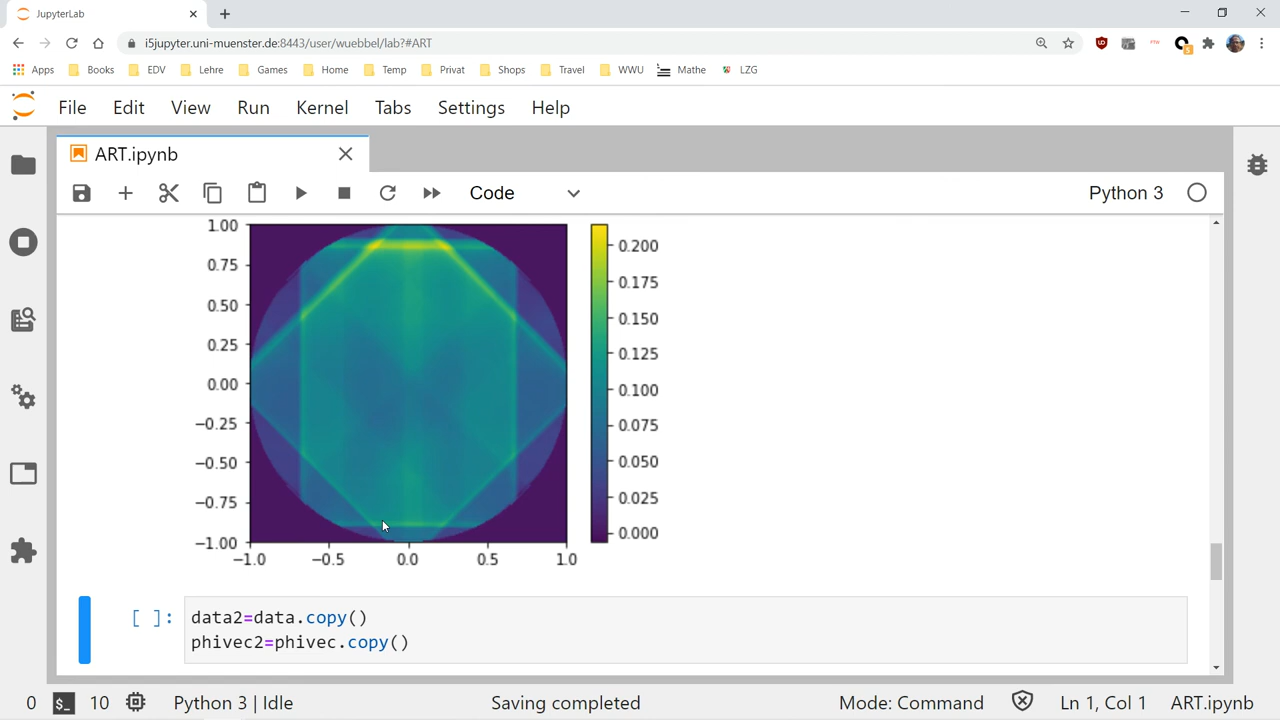 JupyterLab
i5jupyter.uni-muenster.de:8443/user/wuebbel/lab?#ART
Apps Books EDV Lehre Games Home Temp Privat Shops Travel WWU Mathe LZG
File Edit View Run Kernel Tabs Settings Help
ART.ipynb
Code Python 3
1.00
0.75
0.50
0.25
0.00
−0.25
−0.50
−0.75
−1.00
−1.0 −0.5 0.0 0.5 1.0
0.200
0.175
0.150
0.125
0.100
0.075
0.050
0.025
0.000
[ ]: data2=data.copy()
phivec2=phivec.copy()
0 $_ 10 Python 3 | Idle Saving completed Mode: Command Ln 1, Col 1 ART.ipynb